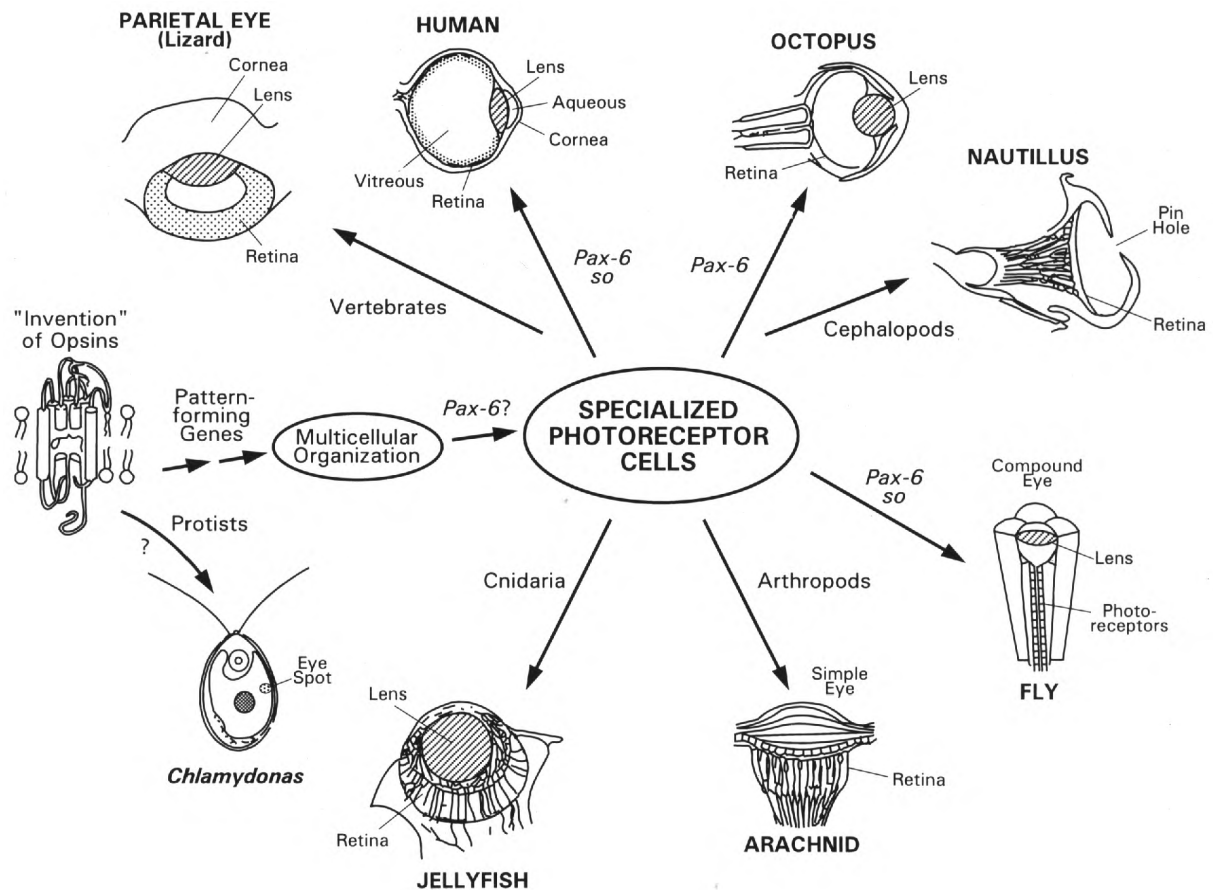 PARIETAL EYE
(Lizard)
Cornea
Lens
Retina
HUMAN
Lens
Aqueous
Cornea
Vitreous
Retina
OCTOPUS
Lens
Retina
NAUTILLUS
Pin
Hole
Retina
Vertebrates
Pax-6
so
Pax-6
Cephalopods
"Invention"
of Opsins
Pattern-
forming
Genes
Multicellular
Organization
Pax-6?
SPECIALIZED
PHOTORECEPTOR
CELLS
Protists
?
Eye
Spot
Chlamydonas
Cnidaria
Lens
Retina
JELLYFISH
Arthropods
Simple
Eye
Retina
ARACHNID
Pax-6
so
Compound
Eye
Lens
Photo-
receptors
FLY